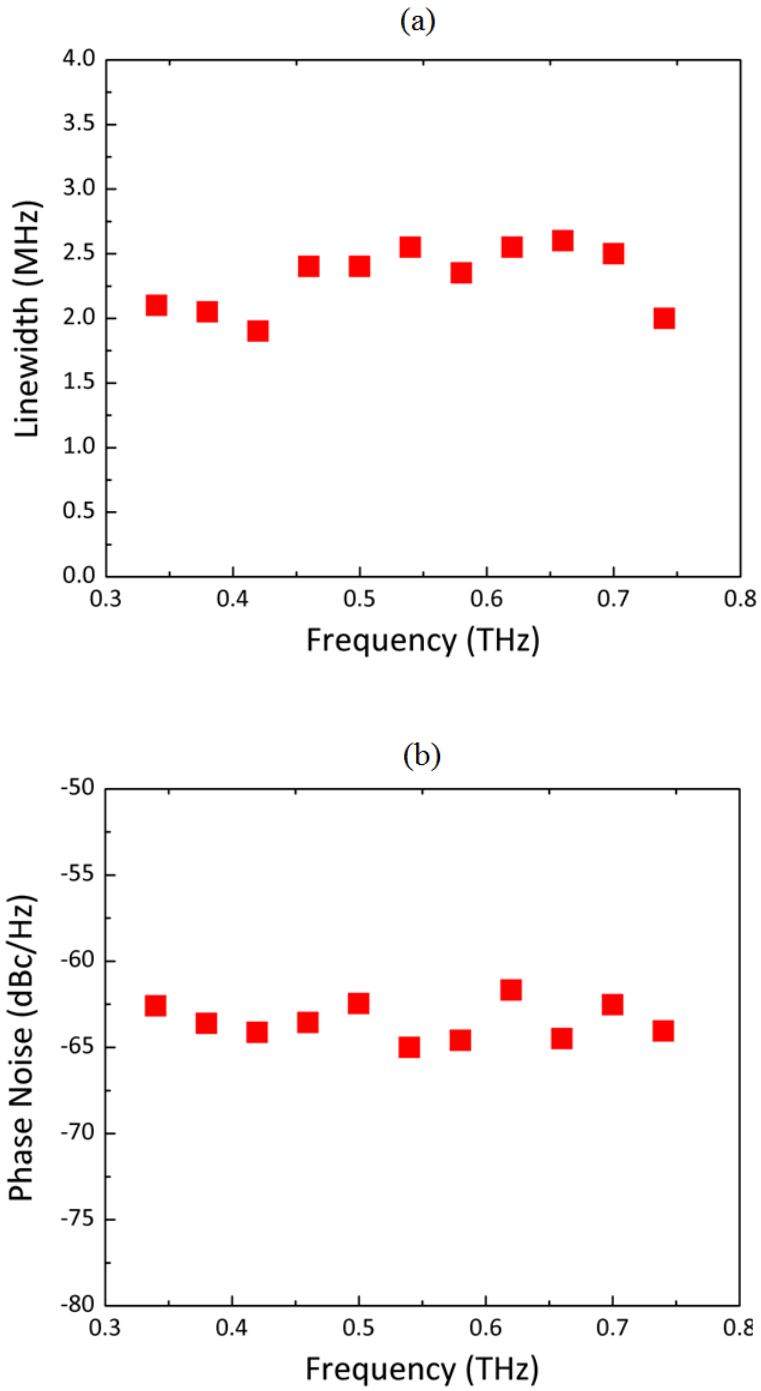 (a)
4.0
3.5
3.0
2.5
2.0
1.5
1.0
0.5
0.0
Linewidth (MHz)
0.3 0.4 0.5 0.6 0.7 0.8
Frequency (THz)
(b)
-50
-55
-60
-65
-70
-75
-80
Phase Noise (dBc/Hz)
0.3 0.4 0.5 0.6 0.7 0.8
Frequency (THz)